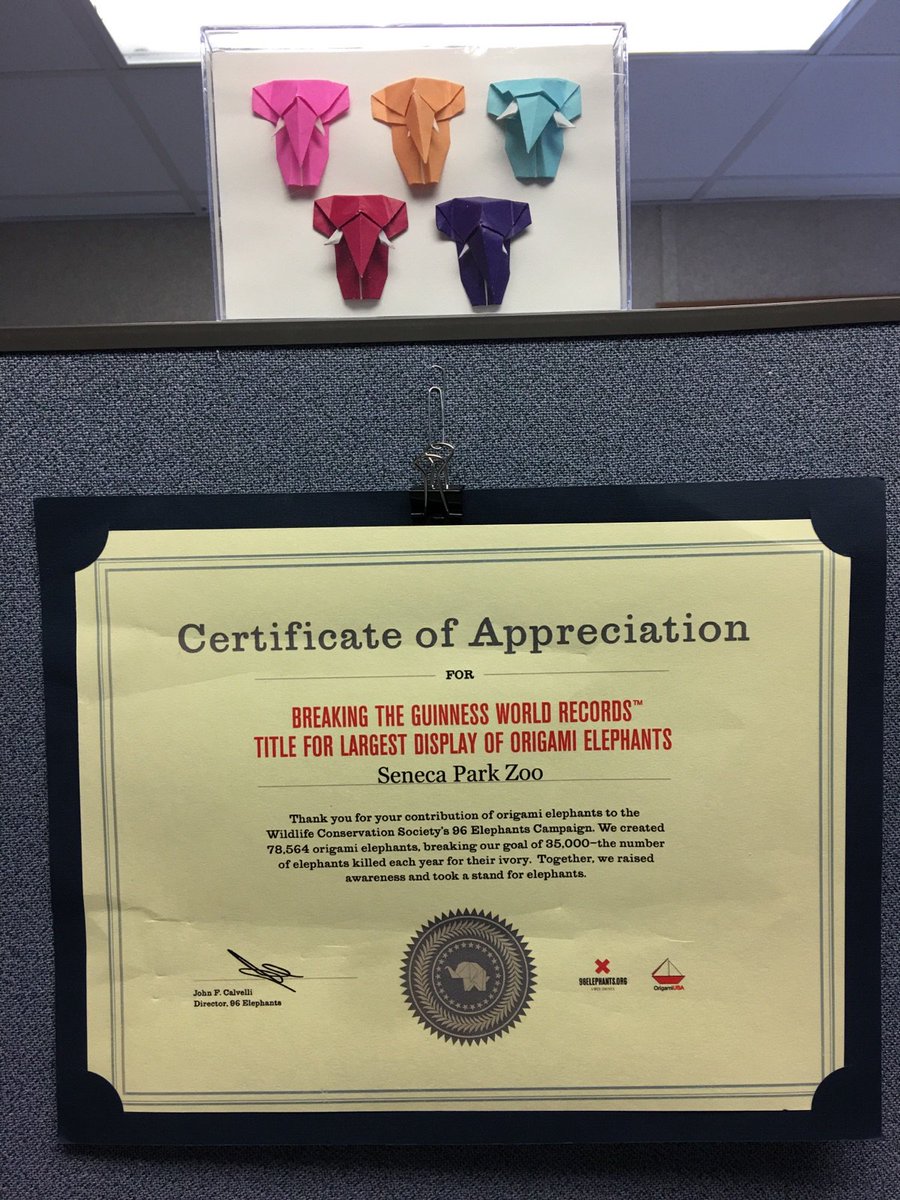 Certificate of Appreciation
FOR
BREAKING THE GUINNESS WORLD RECORDS™
TITLE FOR LARGEST DISPLAY OF ORIGAMI ELEPHANTS
Seneca Park Zoo
Thank you for your contribution of origami elephants to the
Wildlife Conservation Society's 96 Elephants Campaign. We created
78,564 origami elephants, breaking our goal of 35,000—the number
of elephants killed each year for their ivory. Together, we raised
awareness and took a stand for elephants.
John F. Calvelli
Director, 96 Elephants
96ELEPHANTS.ORG
OrigamiUSA